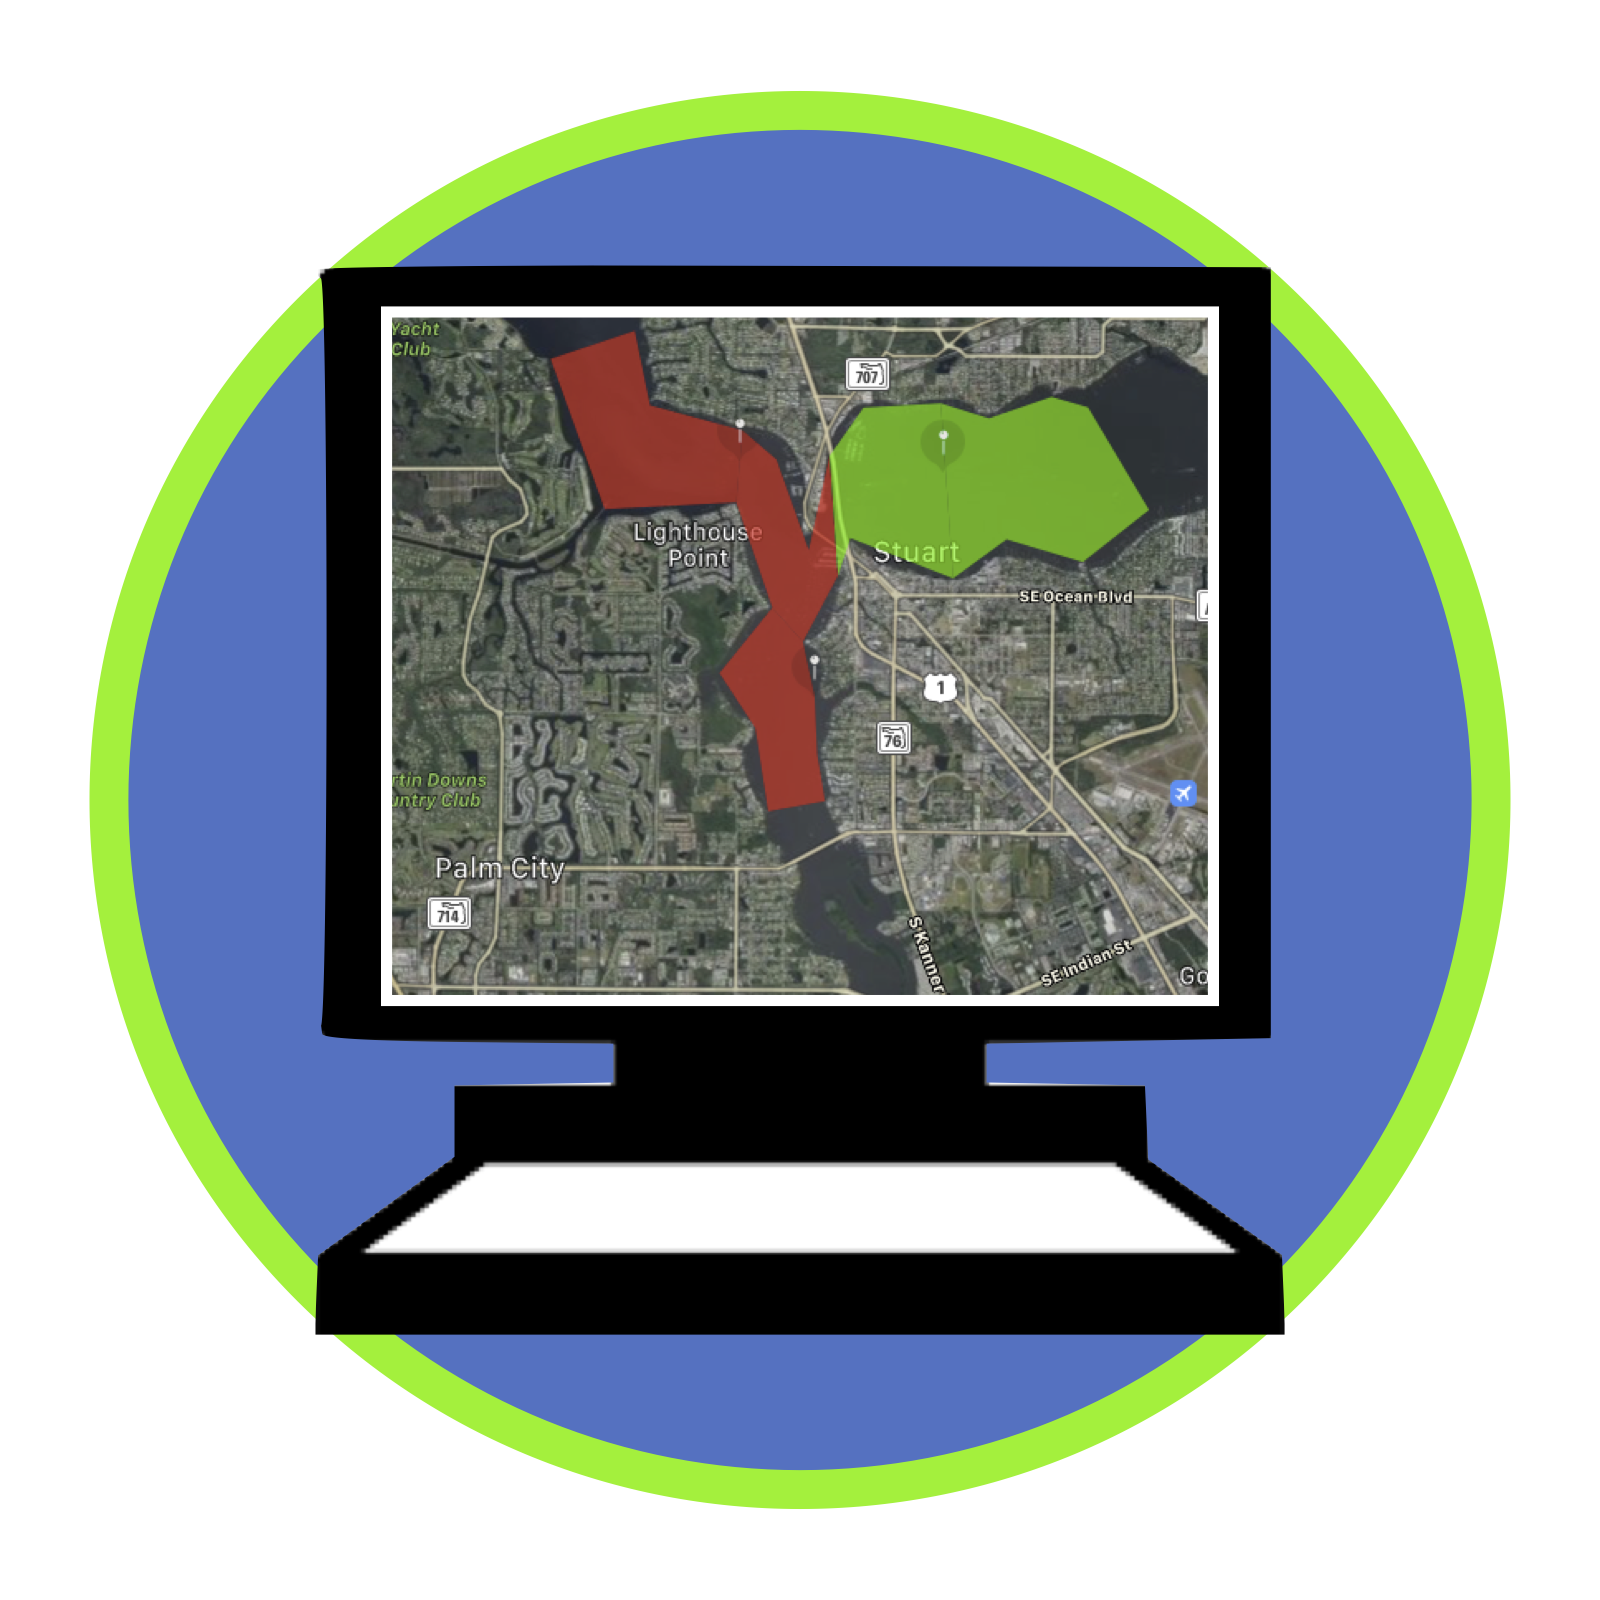 Yacht
Club
707
Lighthouse
Point
Stuart
SE Ocean Blvd
1
76
rtin Downs
untry Club
Palm City
714
S Kanner
SE Indian St
Go